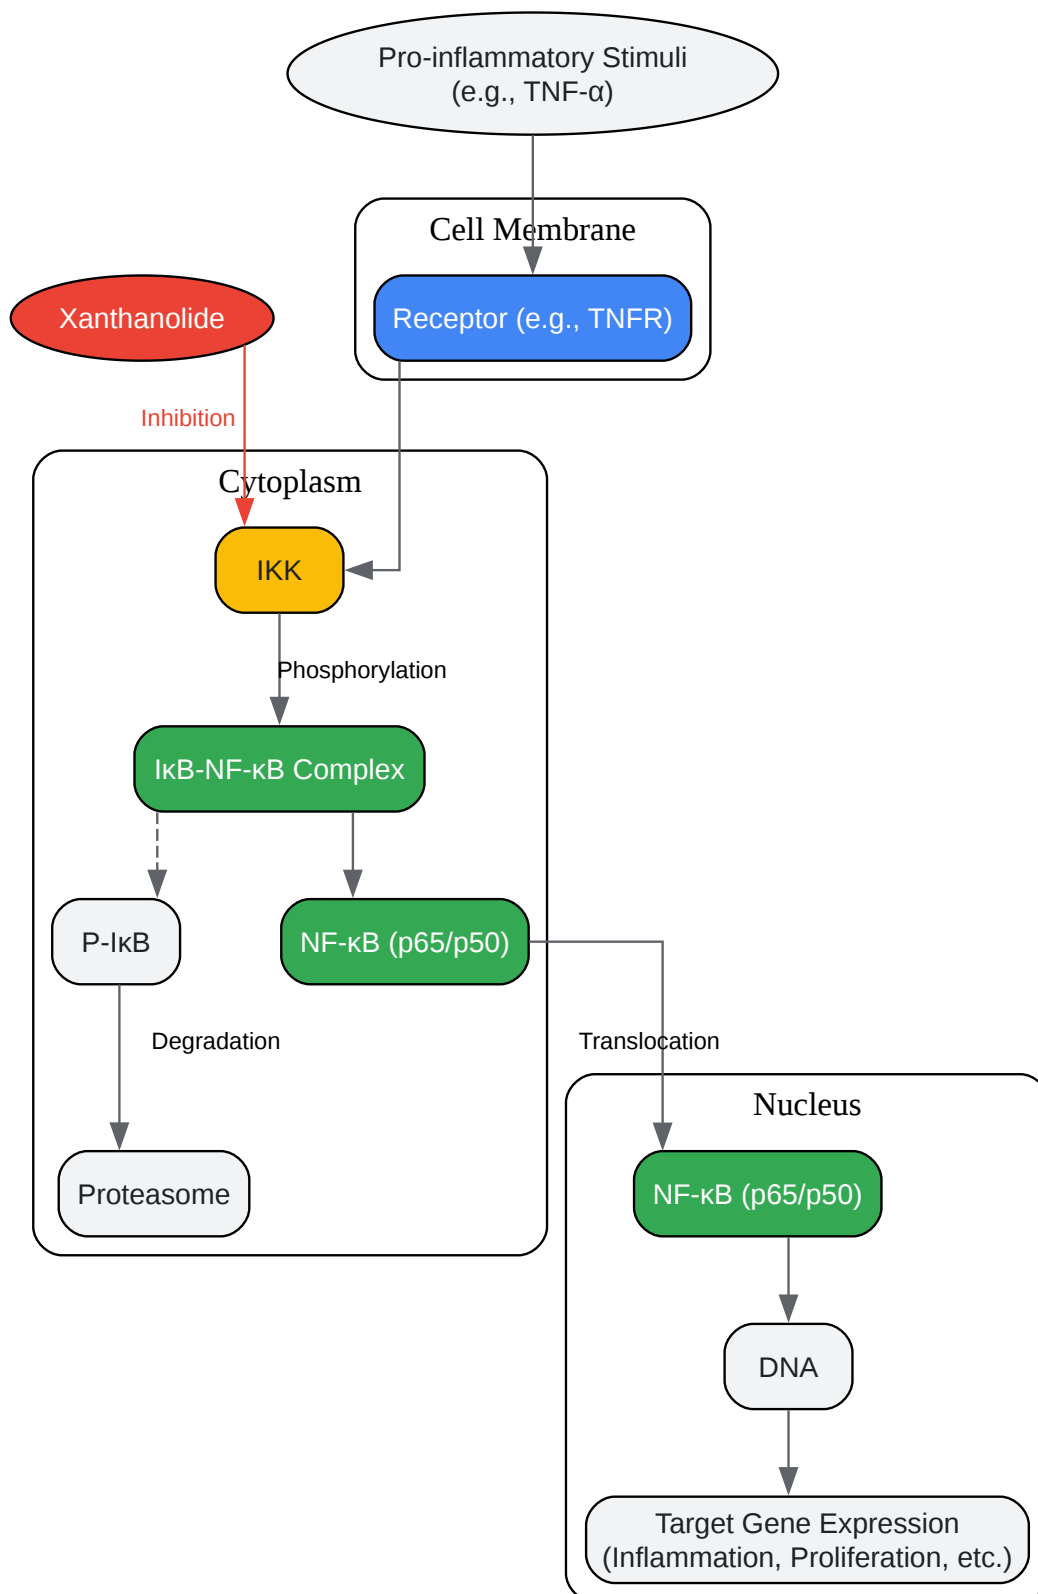 Pro-inflammatory Stimuli
(e.g., TNF-α)
Cell Membrane
Xanthanolide
Receptor (e.g., TNFR)
Inhibition
Cytoplasm
IKK
Phosphorylation
IκB-NF-κB Complex
P-IκB
NF-κB (p65/p50)
Degradation
Translocation
Nucleus
Proteasome
NF-κB (p65/p50)
DNA
Target Gene Expression
(Inflammation, Proliferation, etc.)